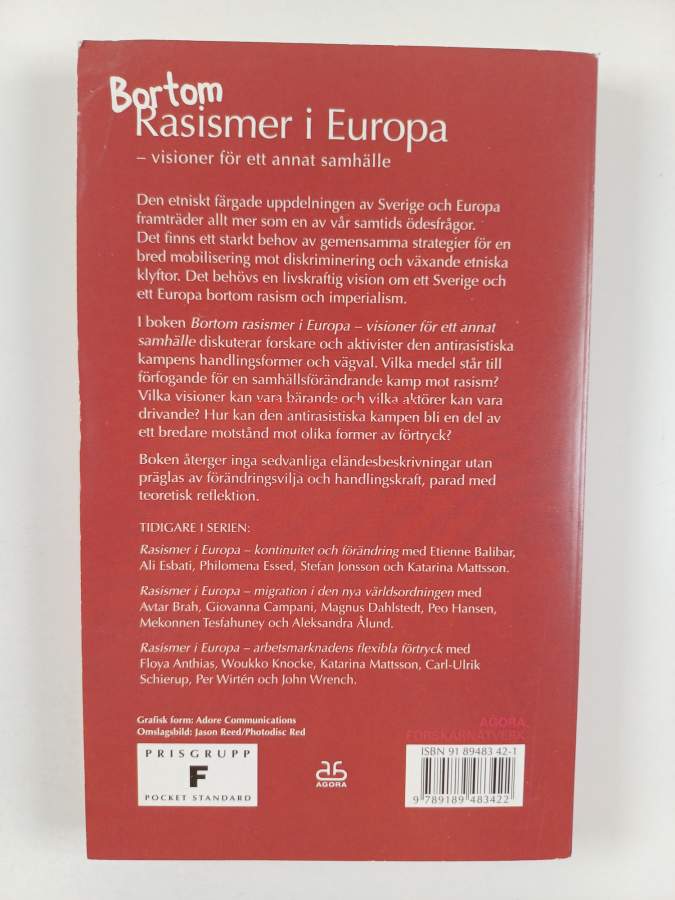 Bortom
Rasismer i Europa
– visioner för ett annat samhälle
Den etniskt färgade uppdelningen av Sverige och Europa
framträder allt mer som en av vår samtids ödesfrågor.
Det finns ett starkt behov av gemensamma strategier för en
bred mobilisering mot diskriminering och växande etniska
klyftor. Det behövs en livskraftig vision om ett Sverige och
ett Europa bortom rasism och imperialism.
I boken Bortom rasismer i Europa – visioner för ett annat
samhälle diskuterar forskare och aktivister den antirasistiska
kampens handlingsformer och vägval. Vilka medel står till
förfogande för en samhällsförändrande kamp mot rasism?
Vilka visioner kan vara bärande och vilka aktörer kan vara
drivande? Hur kan den antirasistiska kampen bli en del av
ett bredare motstånd mot olika former av förtryck?
Boken återger inga sedvanliga eländesbeskrivningar utan
präglas av förändringsvilja och handlingskraft, parad med
teoretisk reflektion.
TIDIGARE I SERIEN:
Rasismer i Europa – kontinuitet och förändring med Etienne Balibar,
Ali Esbati, Philomena Essed, Stefan Jonsson och Katarina Mattsson.
Rasismer i Europa – migration i den nya världsordningen med
Avtar Brah, Giovanna Campani, Magnus Dahlstedt, Peo Hansen,
Mekonnen Tesfahuney och Aleksandra Ålund.
Rasismer i Europa – arbetsmarknadens flexibla förtryck med
Floya Anthias, Woukko Knocke, Katarina Mattsson, Carl-Ulrik
Schierup, Per Wirtén och John Wrench.
Grafisk form: Adore Communications
Omslagsbild: Jason Reed/Photodisc Red
AGORA
FORSKARNÄTVERK
PRISGRUPP
F
POCKET STANDARD
AGORA
ISBN 91 89483 42-1
9 789189 483422